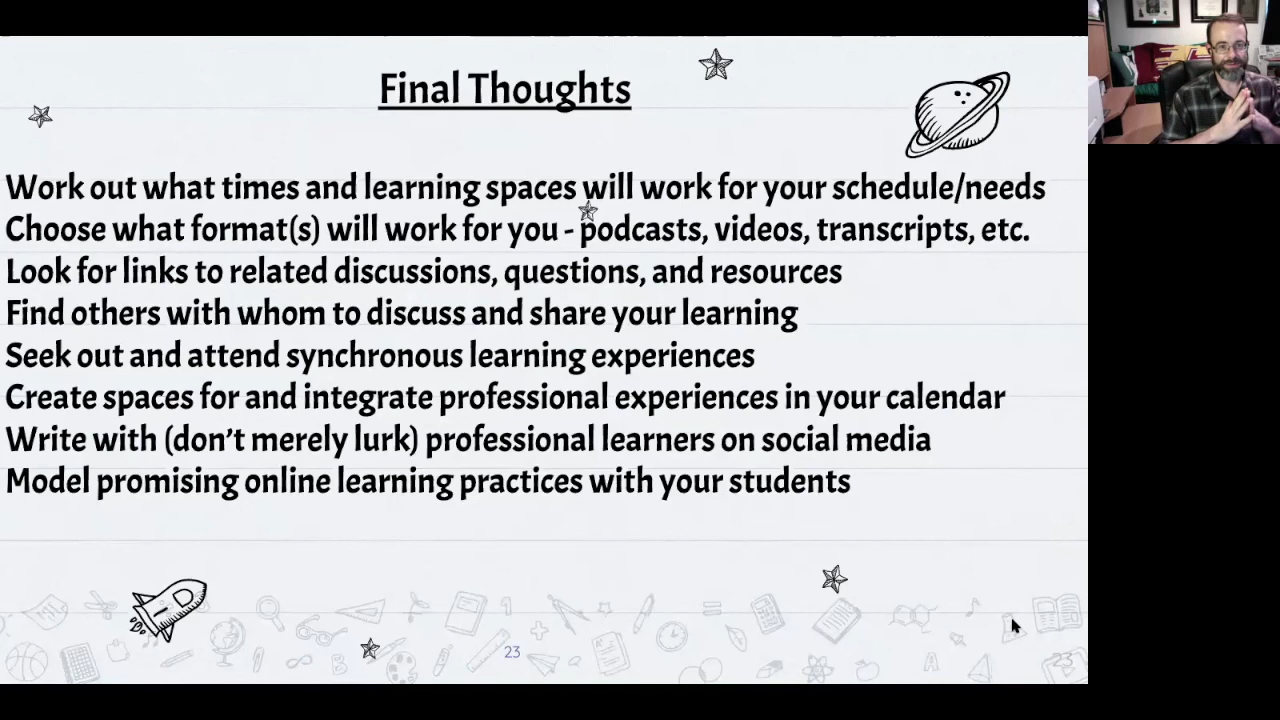 Final Thoughts
Work out what times and learning spaces will work for your schedule/needs
Choose what format(s) will work for you - podcasts, videos, transcripts, etc.
Look for links to related discussions, questions, and resources
Find others with whom to discuss and share your learning
Seek out and attend synchronous learning experiences
Create spaces for and integrate professional experiences in your calendar
Write with (don’t merely lurk) professional learners on social media
Model promising online learning practices with your students
23
23